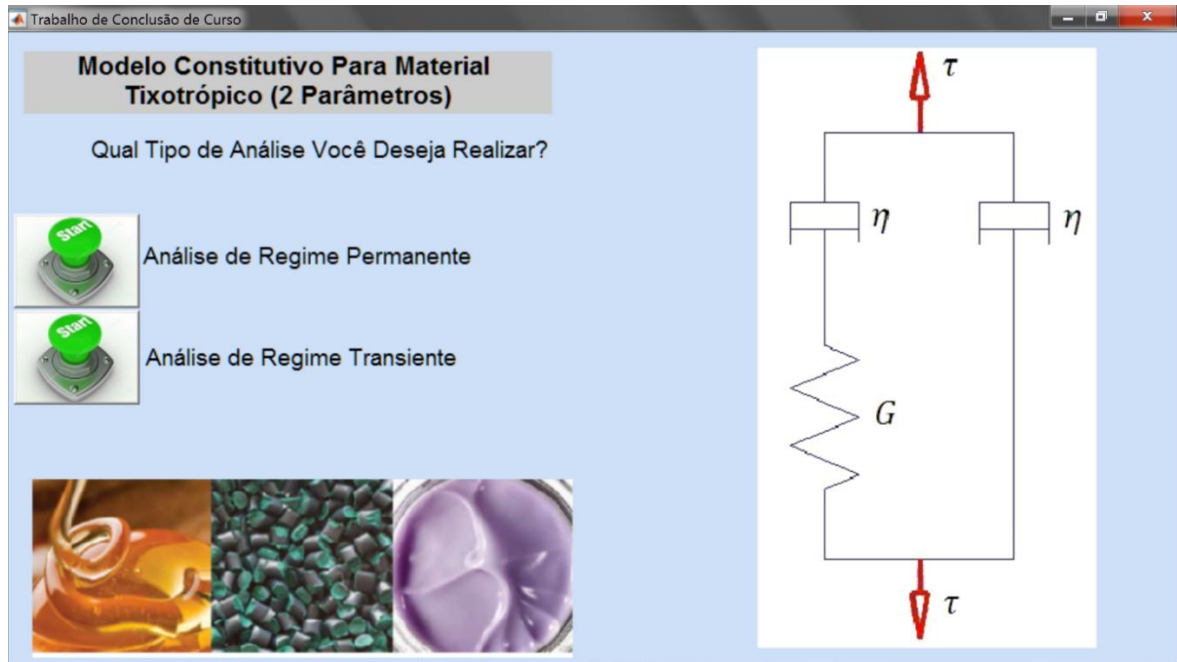 Trabalho de Conclusão de Curso
Modelo Constitutivo Para Material
Tixotrópico (2 Parâmetros)
Qual Tipo de Análise Você Deseja Realizar?
Start
Análise de Regime Permanente
Start
Análise de Regime Transiente
τ
η
η
G
τ